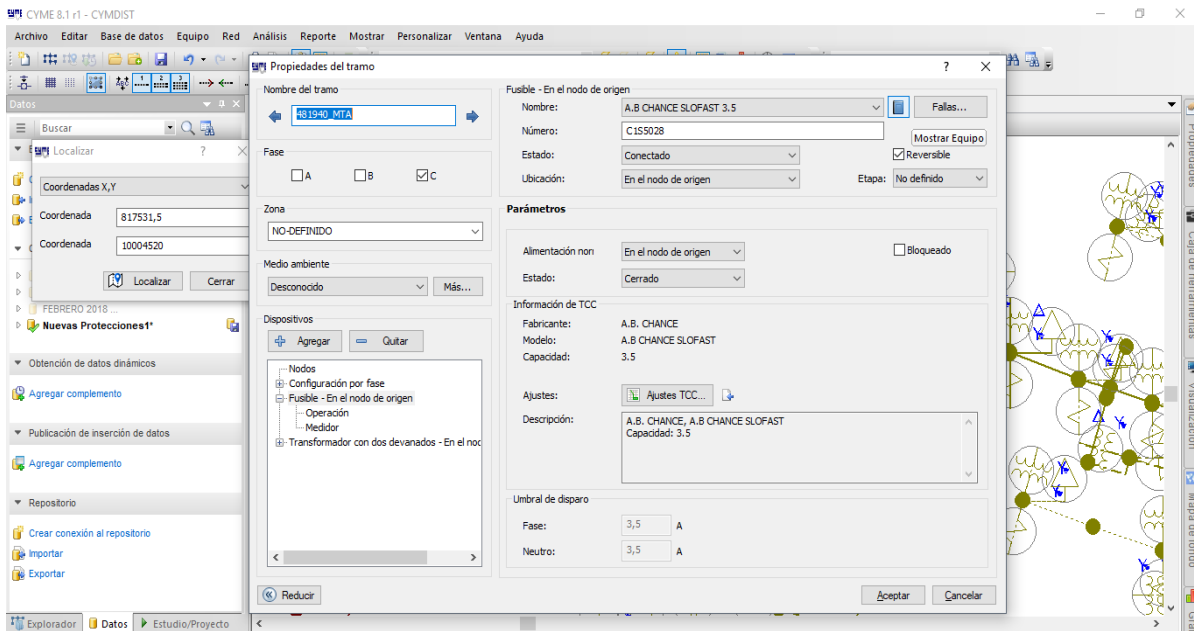 CYME CYME 8.1 r1 - CYMDIST
Archivo Editar Base de datos Equipo Red Análisis Reporte Mostrar Personalizar Ventana Ayuda
Datos
Buscar
Localizar ?
Coordenadas X,Y
Coordenada 817531,5
Coordenada 10004520
Localizar Cerrar
FEBRERO 2018 ...
Nuevas Protecciones1*
Obtención de datos dinámicos
Agregar complemento
Publicación de inserción de datos
Agregar complemento
Repositorio
Crear conexión al repositorio
Importar
Exportar
Explorador Datos Estudio/Proyecto
CYME Propiedades del tramo ?
Nombre del tramo
481940_MTA
Fase
A B C
Zona
NO-DEFINIDO
Medio ambiente
Desconocido Más...
Dispositivos
Agregar Quitar
Nodos
Configuración por fase
Fusible - En el nodo de origen
Operación
Medidor
Transformador con dos devanados - En el noc
Reducir
Fusible - En el nodo de origen
Nombre: A.B CHANCE SLOFAST 3.5 Fallas...
Número: C1S5028 Mostrar Equipo
Estado: Conectado Reversible
Ubicación: En el nodo de origen Etapa: No definido
Parámetros
Alimentación nor En el nodo de origen Bloqueado
Estado: Cerrado
Información de TCC
Fabricante: A.B. CHANCE
Modelo: A.B CHANCE SLOFAST
Capacidad: 3.5
Ajustes: Ajustes TCC...
Descripción: A.B. CHANCE, A.B CHANCE SLOFAST
Capacidad: 3.5
Umbral de disparo
Fase: 3,5 A
Neutro: 3,5 A
Aceptar Cancelar
Propiedades
Caja de herramientas
Visualización
Mapa de fondo